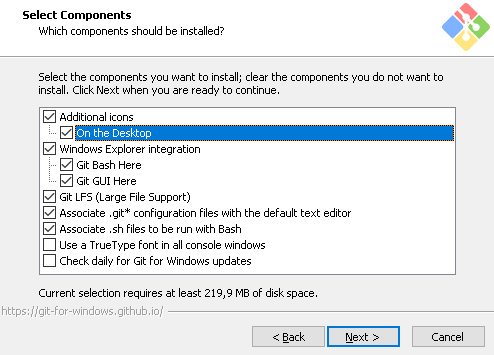 Select Components
Which components should be installed?
Select the components you want to install; clear the components you do not want to
install. Click Next when you are ready to continue.
Additional icons
On the Desktop
Windows Explorer integration
Git Bash Here
Git GUI Here
Git LFS (Large File Support)
Associate .git* configuration files with the default text editor
Associate .sh files to be run with Bash
Use a TrueType font in all console windows
Check daily for Git for Windows updates
Current selection requires at least 219,9 MB of disk space.
https://git-for-windows.github.io/
< Back
Next >
Cancel